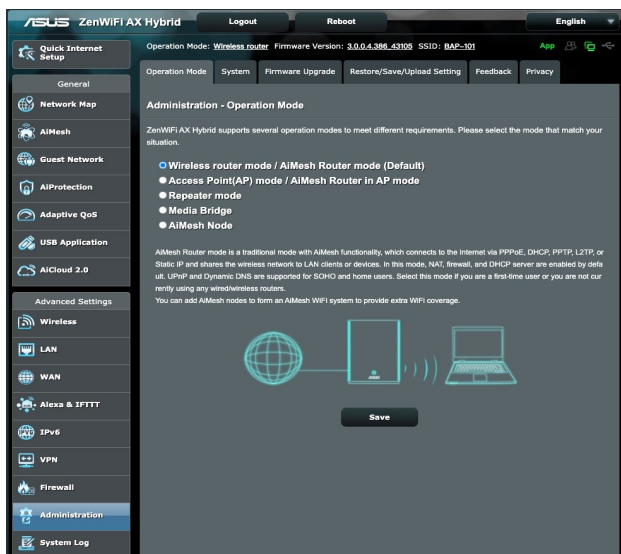 ASUS ZenWiFi AX Hybrid
Logout
Reboot
English
Quick Internet
Setup
Operation Mode: Wireless router Firmware Version: 3.0.0.4.386_43105 SSID: BAP-101
App
Operation Mode
System
Firmware Upgrade
Restore/Save/Upload Setting
Feedback
Privacy
General
Network Map
AiMesh
Guest Network
AiProtection
Adaptive QoS
USB Application
AiCloud 2.0
Advanced Settings
Wireless
LAN
WAN
Alexa & IFTTT
IPv6
VPN
Firewall
Administration
System Log
Administration - Operation Mode
ZenWiFi AX Hybrid supports several operation modes to meet different requirements. Please select the mode that match your
situation.
Wireless router mode / AiMesh Router mode (Default)
Access Point(AP) mode / AiMesh Router in AP mode
Repeater mode
Media Bridge
AiMesh Node
AiMesh Router mode is a traditional mode with AiMesh functionality, which connects to the Internet via PPPoE, DHCP, PPTP, L2TP, or
Static IP and shares the wireless network to LAN clients or devices. In this mode, NAT, firewall, and DHCP server are enabled by defa
ult. UPnP and Dynamic DNS are supported for SOHO and home users. Select this mode if you are a first-time user or you are not cur
rently using any wired/wireless routers.
You can add AiMesh nodes to form an AiMesh WiFi system to provide extra WiFi coverage.
Save